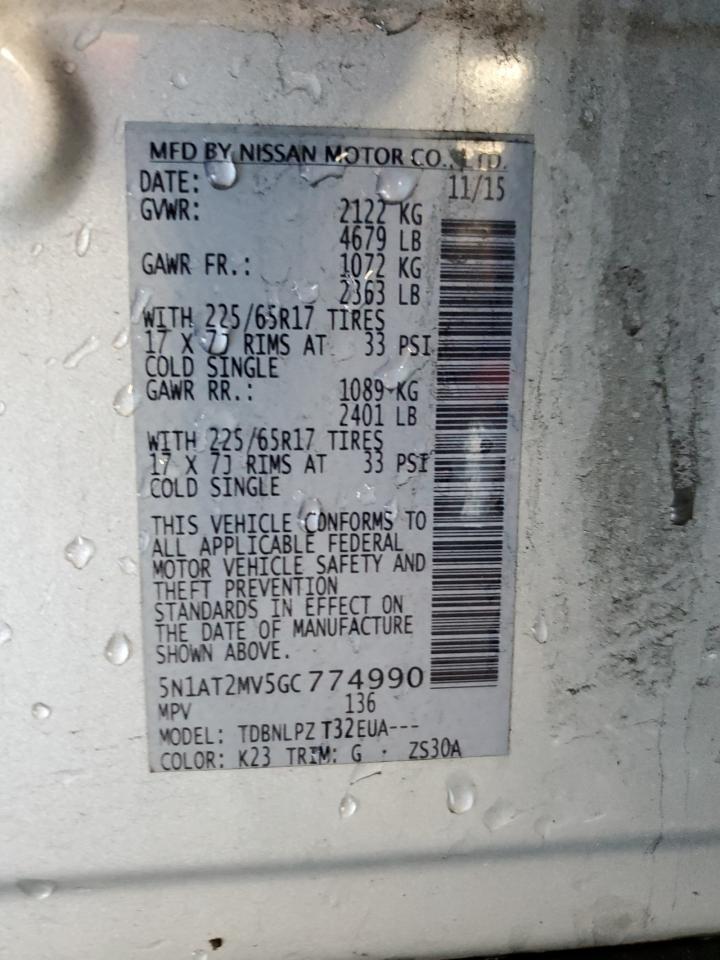 MFD BY NISSAN MOTOR CO., LTD.
DATE: 11/15
GVWR: 2122 KG
4679 LB
GAWR FR.: 1072 KG
2363 LB
WITH 225/65R17 TIRES
17 X 7J RIMS AT 33 PSI
COLD SINGLE
GAWR RR.: 1089 KG
2401 LB
WITH 225/65R17 TIRES
17 X 7J RIMS AT 33 PSI
COLD SINGLE
THIS VEHICLE CONFORMS TO
ALL APPLICABLE FEDERAL
MOTOR VEHICLE SAFETY AND
THEFT PREVENTION
STANDARDS IN EFFECT ON
THE DATE OF MANUFACTURE
SHOWN ABOVE.
5N1AT2MV5GC774990
MPV 136
MODEL: TDBNLPZ T32EUA---
COLOR: K23 TRIM: G · ZS30A